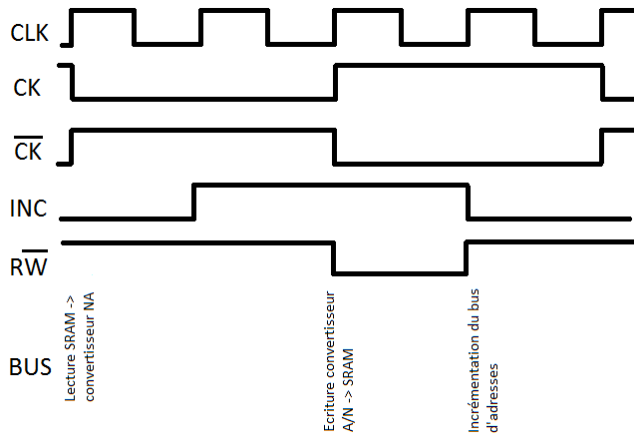 CLK
CK
CK
INC
RW
BUS
Lecture SRAM ->
convertisseur NA
Ecriture convertisseur
A/N -> SRAM
Incrémentation du bus
d'adresses